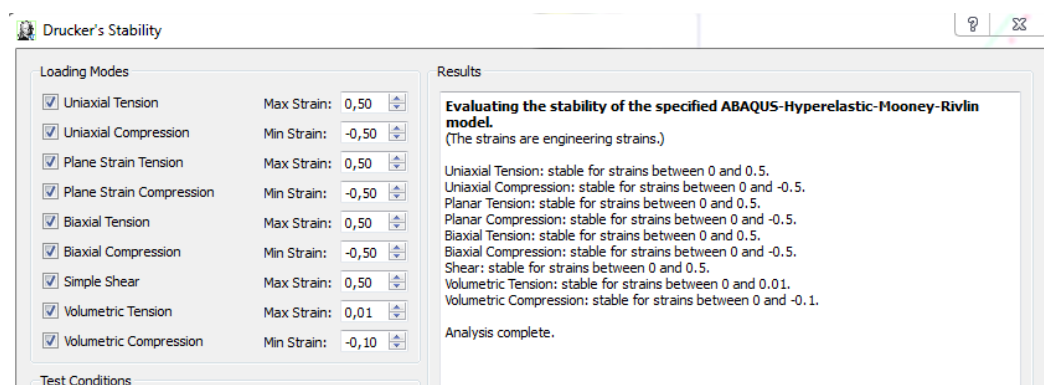 Drucker's Stability
Loading Modes
Uniaxial Tension Max Strain: 0,50
Uniaxial Compression Min Strain: -0,50
Plane Strain Tension Max Strain: 0,50
Plane Strain Compression Min Strain: -0,50
Biaxial Tension Max Strain: 0,50
Biaxial Compression Min Strain: -0,50
Simple Shear Max Strain: 0,50
Volumetric Tension Max Strain: 0,01
Volumetric Compression Min Strain: -0,10
Test Conditions
Results
Evaluating the stability of the specified ABAQUS-Hyperelastic-Mooney-Rivlin
model.
(The strains are engineering strains.)
Uniaxial Tension: stable for strains between 0 and 0.5.
Uniaxial Compression: stable for strains between 0 and -0.5.
Planar Tension: stable for strains between 0 and 0.5.
Planar Compression: stable for strains between 0 and -0.5.
Biaxial Tension: stable for strains between 0 and 0.5.
Biaxial Compression: stable for strains between 0 and -0.5.
Shear: stable for strains between 0 and 0.5.
Volumetric Tension: stable for strains between 0 and 0.01.
Volumetric Compression: stable for strains between 0 and -0.1.
Analysis complete.